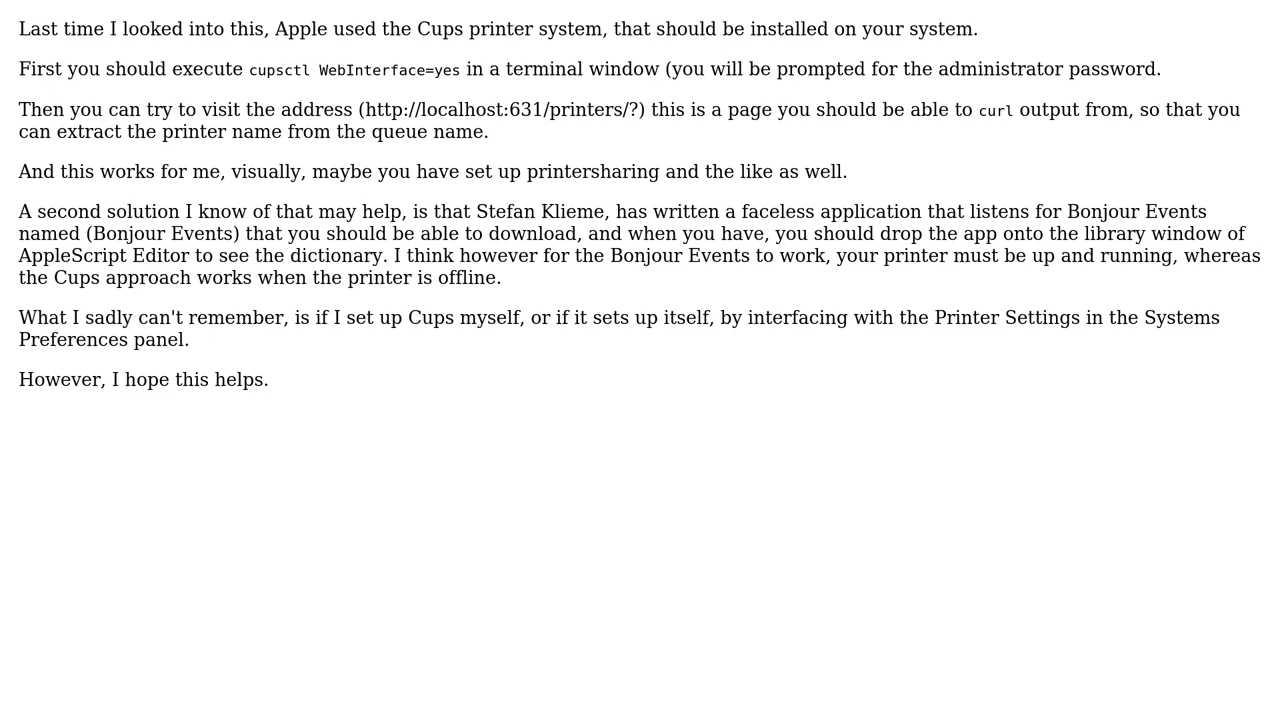 Last time I looked into this, Apple used the Cups printer system, that should be installed on your system.
First you should execute cupsctl WebInterface=yes in a terminal window (you will be prompted for the administrator password.
Then you can try to visit the address (http://localhost:631/printers/?) this is a page you should be able to curl output from, so that you
can extract the printer name from the queue name.
And this works for me, visually, maybe you have set up printersharing and the like as well.
A second solution I know of that may help, is that Stefan Klieme, has written a faceless application that listens for Bonjour Events
named (Bonjour Events) that you should be able to download, and when you have, you should drop the app onto the library window of
AppleScript Editor to see the dictionary. I think however for the Bonjour Events to work, your printer must be up and running, whereas
the Cups approach works when the printer is offline.
What I sadly can't remember, is if I set up Cups myself, or if it sets up itself, by interfacing with the Printer Settings in the Systems
Preferences panel.
However, I hope this helps.